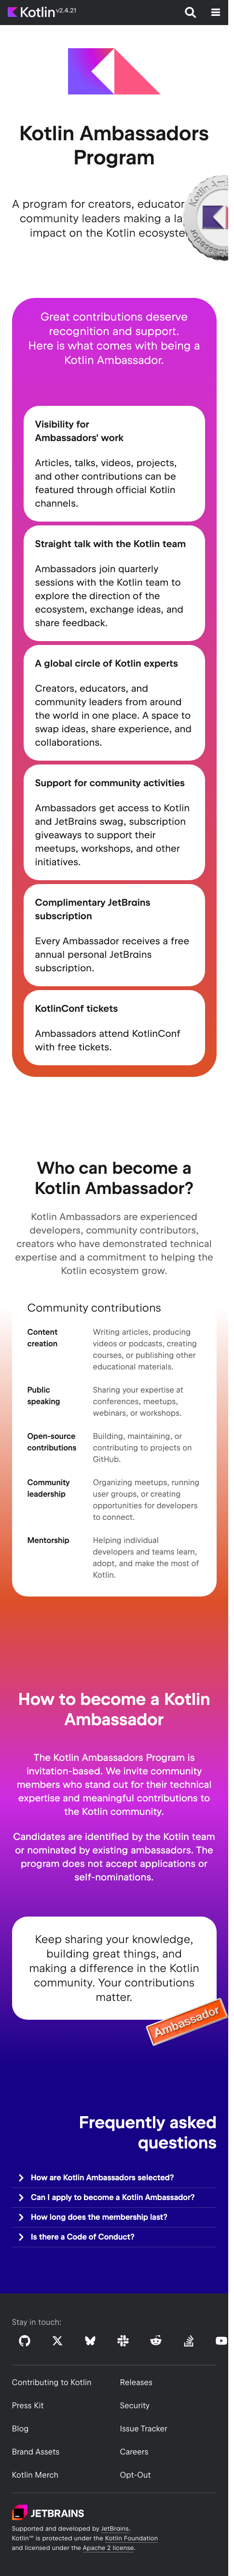 Kotlin v2.4.21
Kotlin Ambassadors
Program
A program for creators, educator
community leaders making a la
impact on the Kotlin ecosyste
Great contributions deserve
recognition and support.
Here is what comes with being a
Kotlin Ambassador.
Visibility for
Ambassadors' work
Articles, talks, videos, projects,
and other contributions can be
featured through official Kotlin
channels.
Straight talk with the Kotlin team
Ambassadors join quarterly
sessions with the Kotlin team to
explore the direction of the
ecosystem, exchange ideas, and
share feedback.
A global circle of Kotlin experts
Creators, educators, and
community leaders from around
the world in one place. A space to
swap ideas, share experience, and
collaborations.
Support for community activities
Ambassadors get access to Kotlin
and JetBrains swag, subscription
giveaways to support their
meetups, workshops, and other
initiatives.
Complimentary JetBrains
subscription
Every Ambassador receives a free
annual personal JetBrains
subscription.
KotlinConf tickets
Ambassadors attend KotlinConf
with free tickets.
Who can become a
Kotlin Ambassador?
Kotlin Ambassadors are experienced
developers, community contributors,
creators who have demonstrated technical
expertise and a commitment to helping the
Kotlin ecosystem grow.
Community contributions
Content
creation
Writing articles, producing
videos or podcasts, creating
courses, or publishing other
educational materials.
Public
speaking
Sharing your expertise at
conferences, meetups,
webinars, or workshops.
Open-source
contributions
Building, maintaining, or
contributing to projects on
GitHub.
Community
leadership
Organizing meetups, running
user groups, or creating
opportunities for developers
to connect.
Mentorship
Helping individual
developers and teams learn,
adopt, and make the most of
Kotlin.
How to become a Kotlin
Ambassador
The Kotlin Ambassadors Program is
invitation-based. We invite community
members who stand out for their technical
expertise and meaningful contributions to
the Kotlin community.
Candidates are identified by the Kotlin team
or nominated by existing ambassadors. The
program does not accept applications or
self-nominations.
Keep sharing your knowledge,
building great things, and
making a difference in the Kotlin
community. Your contributions
matter.
Ambassador
Frequently asked
questions
How are Kotlin Ambassadors selected?
Can I apply to become a Kotlin Ambassador?
How long does the membership last?
Is there a Code of Conduct?
Stay in touch:
Contributing to Kotlin
Releases
Press Kit
Security
Blog
Issue Tracker
Brand Assets
Careers
Kotlin Merch
Opt-Out
JETBRAINS
Supported and developed by JetBrains.
Kotlin™ is protected under the Kotlin Foundation
and licensed under the Apache 2 license.